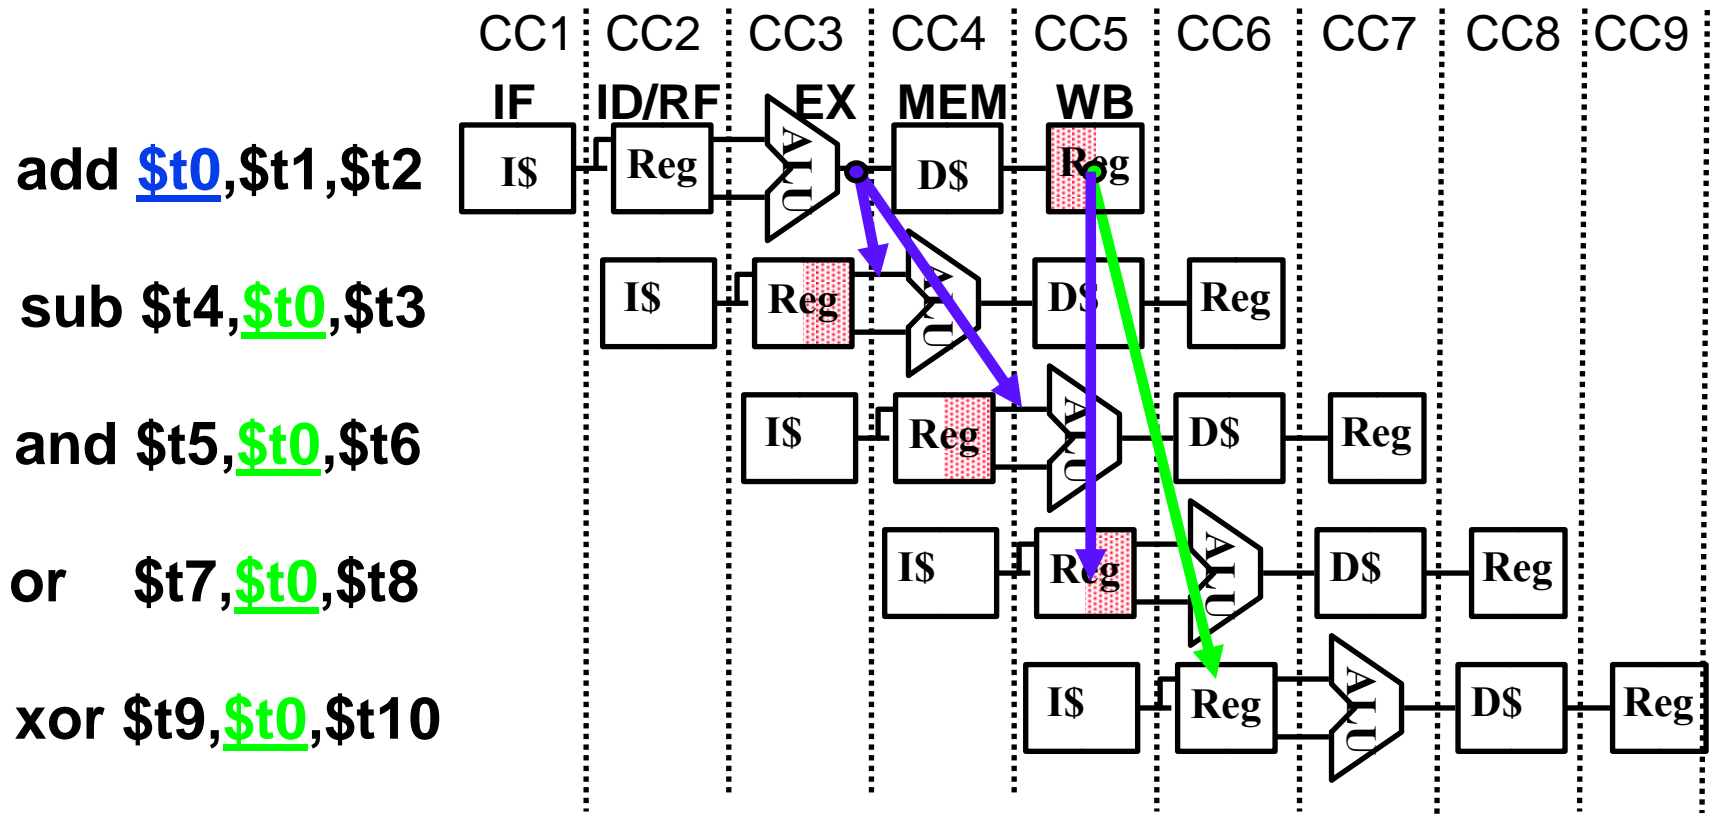 CC1 CC2 CC3 CC4 CC5 CC6 CC7 CC8 CC9
IF ID/RF EX MEM WB
add $t0,$t1,$t2 I$ Reg ALU D$ Reg
sub $t4,$t0,$t3 I$ Reg ALU D$ Reg
and $t5,$t0,$t6 I$ Reg ALU D$ Reg
or $t7,$t0,$t8 I$ Reg ALU D$ Reg
xor $t9,$t0,$t10 I$ Reg ALU D$ Reg